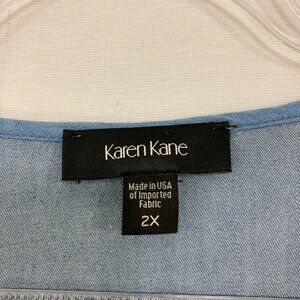 Karen Kane
Made in USA
of Imported
Fabric
2X